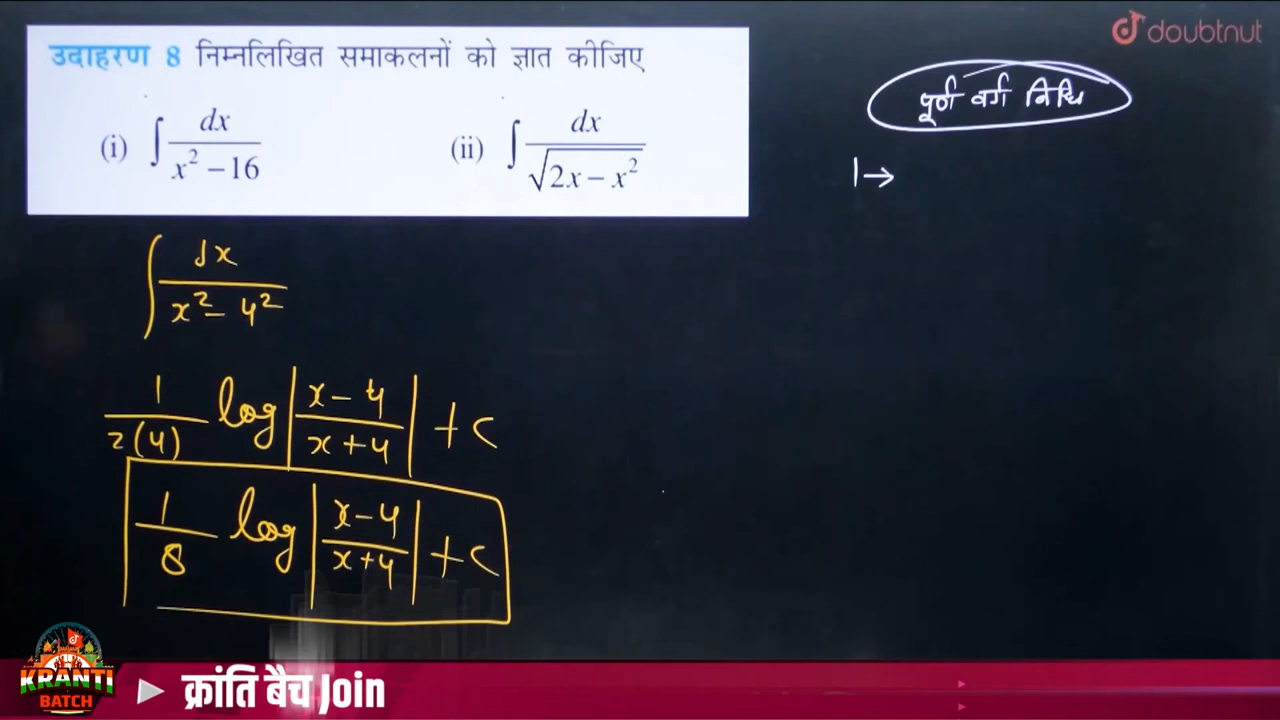 doubtnut
उदाहरण 8 निम्नलिखित समाकलनों को ज्ञात कीजिए
(i) ∫ dx / (x² − 16) (ii) ∫ dx / √(2x − x²)
पूर्ण वर्ग विधि
1→
∫ dx / (x² − 4²)
1 / 2(4) log |(x − 4) / (x + 4)| + c
1 / 8 log |(x − 4) / (x + 4)| + c
KRANTI
BATCH
क्रांति बैच Join